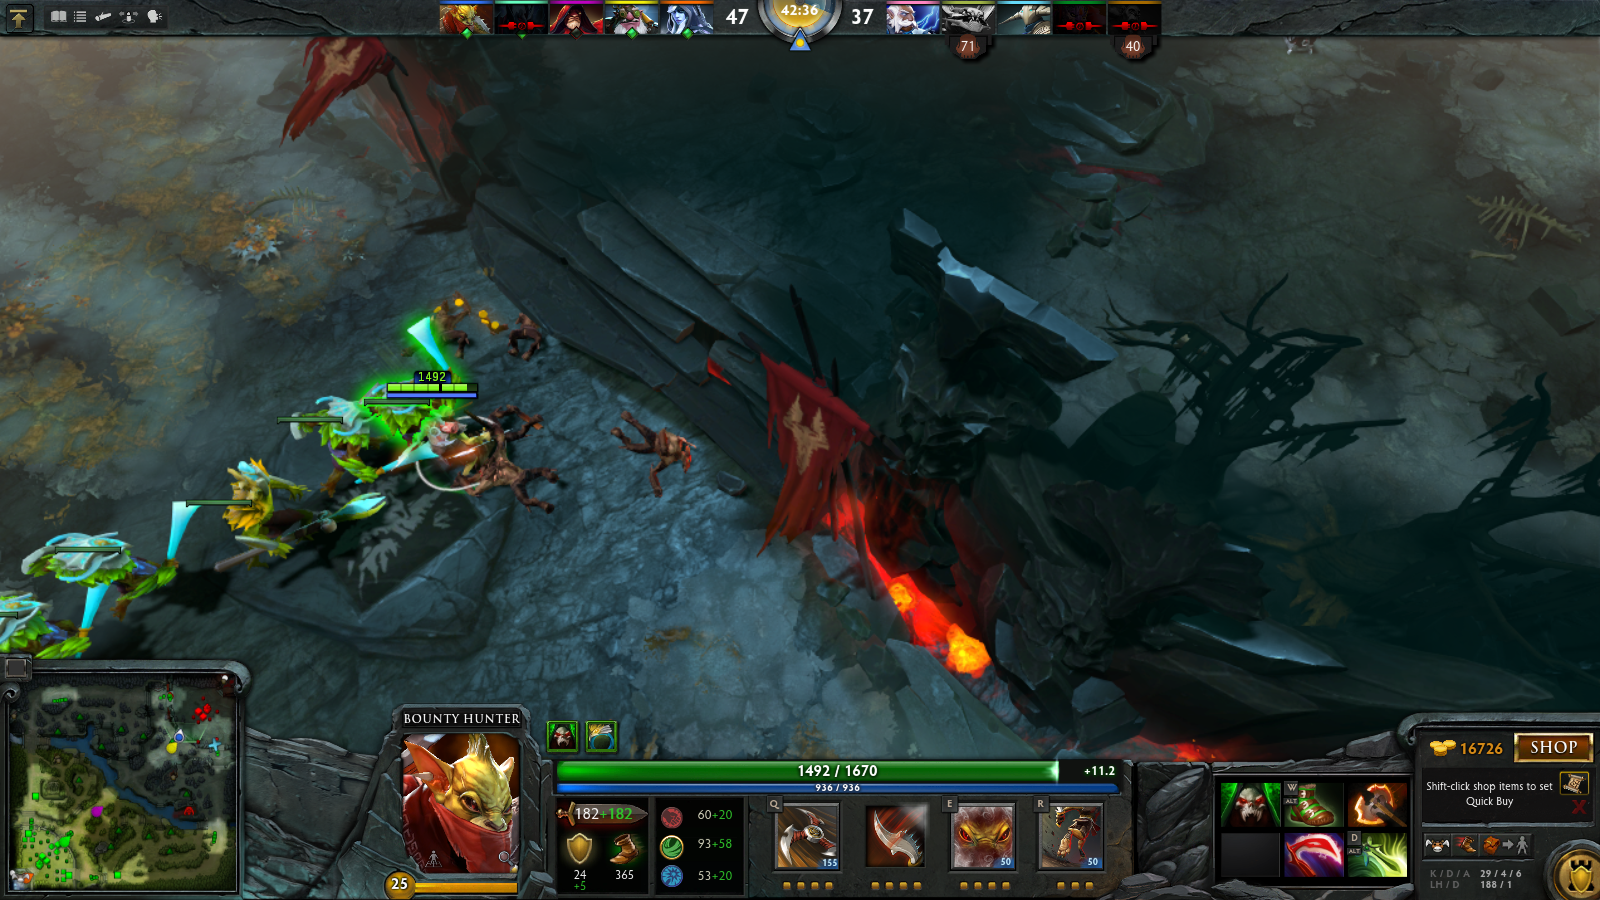 47
42:36
37
71
40
1492
BOUNTY HUNTER
25
1492 / 1670
+11.2
936 / 936
182+182
24
+5
365
60+20
93+58
53+20
Q
155
E
50
R
50
W
ALT
D
ALT
16726
SHOP
Shift-click shop items to set
Quick Buy
K / D / A 29 / 4 / 6
LH / D 188 / 1